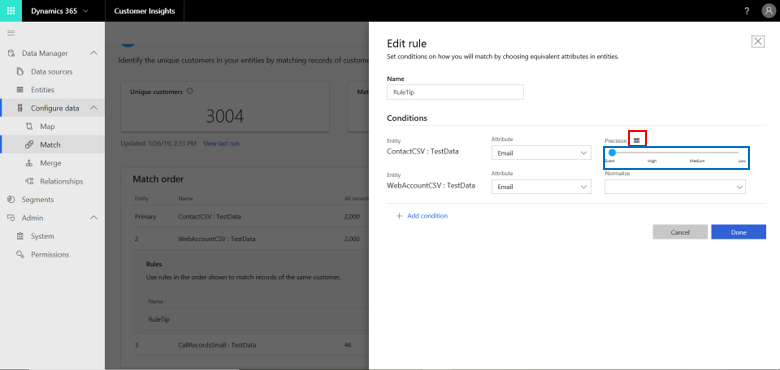 Dynamics 365
Customer Insights
?
Data Manager
Data sources
Entities
Configure data
Map
Match
Merge
Relationships
Segments
Admin
System
Permissions
Identify the unique customers in your entities by matching records of custome
Unique customers
3004
Mat
Updated: 1/26/19, 2:33 PM View last run
Match order
Entity Name All record
Primary ContactCSV : TestData 2,000
2 WebAccountCSV : TestData 2,000
Rules
Use rules in the order shown to match records of the same customer.
Name
RuleTip
3 CallRecordsSmall : TestData 46
Edit rule
Set conditions on how you will match by choosing equivalent attributes in entities.
Name
RuleTip
Conditions
Entity Attribute Precision
ContactCSV : TestData Email
Exact High Medium Low
Entity Attribute Normalize
WebAccountCSV : TestData Email
+ Add condition
Cancel Done